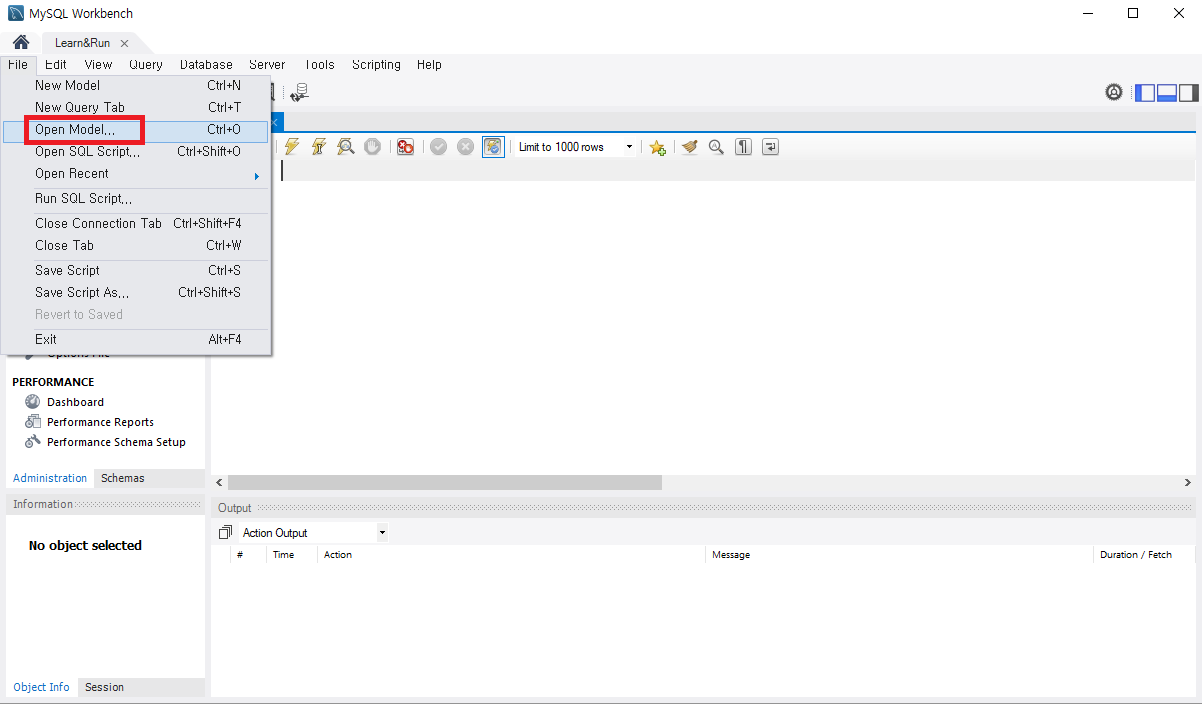 MySQL Workbench
Learn&Run
File Edit View Query Database Server Tools Scripting Help
New Model Ctrl+N
New Query Tab Ctrl+T
Open Model... Ctrl+O
Open SQL Script... Ctrl+Shift+O
Open Recent
Run SQL Script...
Close Connection Tab Ctrl+Shift+F4
Close Tab Ctrl+W
Save Script Ctrl+S
Save Script As... Ctrl+Shift+S
Revert to Saved
Exit Alt+F4
Limit to 1000 rows
Options File
PERFORMANCE
Dashboard
Performance Reports
Performance Schema Setup
Administration Schemas
Information
No object selected
Object Info Session
Output
Action Output
# Time Action Message Duration / Fetch